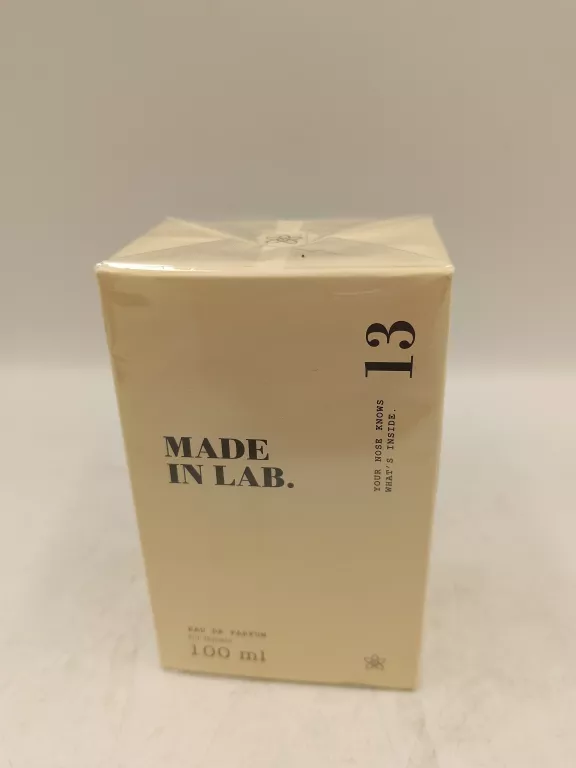 MADE
IN LAB.
13
YOUR NOSE KNOWS
WHAT'S INSIDE.
EAU DE PARFUM
100 ml